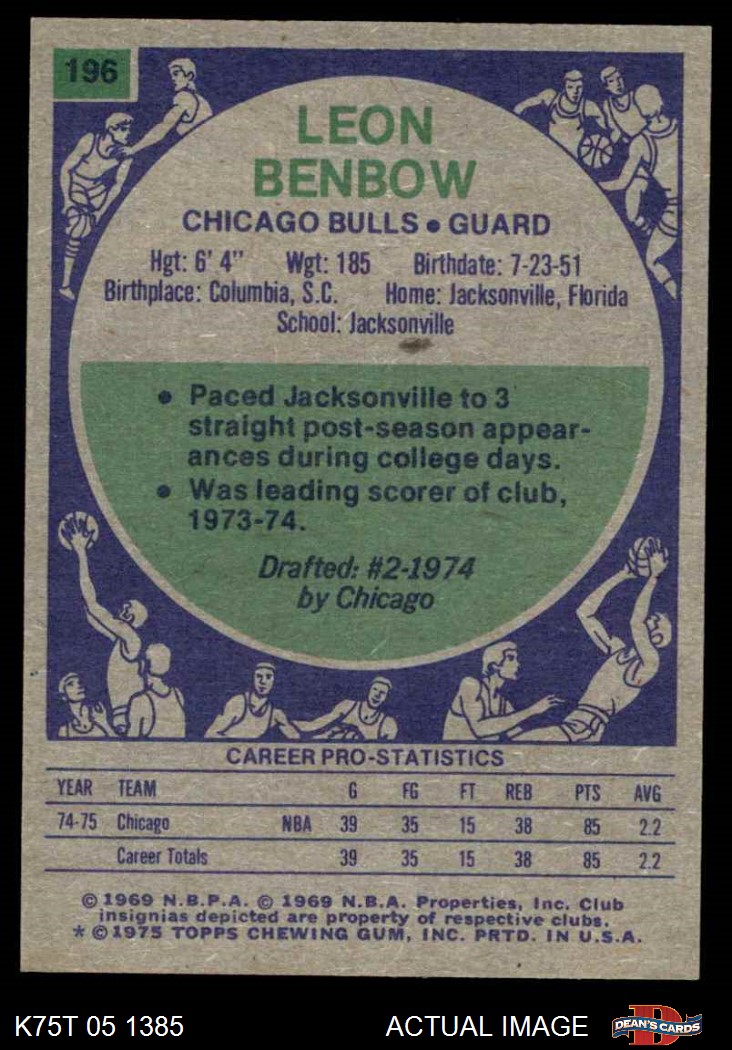 196
LEON
BENBOW
CHICAGO BULLS • GUARD
Hgt: 6' 4" Wgt: 185 Birthdate: 7-23-51
Birthplace: Columbia, S.C. Home: Jacksonville, Florida
School: Jacksonville
• Paced Jacksonville to 3
straight post-season appear-
ances during college days.
• Was leading scorer of club,
1973-74.
Drafted: #2-1974
by Chicago
CAREER PRO-STATISTICS
YEAR TEAM G FG FT REB PTS AVG
74-75 Chicago NBA 39 35 15 38 85 2.2
Career Totals 39 35 15 38 85 2.2
© 1969 N.B.P.A. © 1969 N.B.A. Properties, Inc. Club
insignias depicted are property of respective clubs.
* © 1975 TOPPS CHEWING GUM, INC. PRTD. IN U.S.A.
K75T 05 1385 ACTUAL IMAGE D DEAN'S CARDS